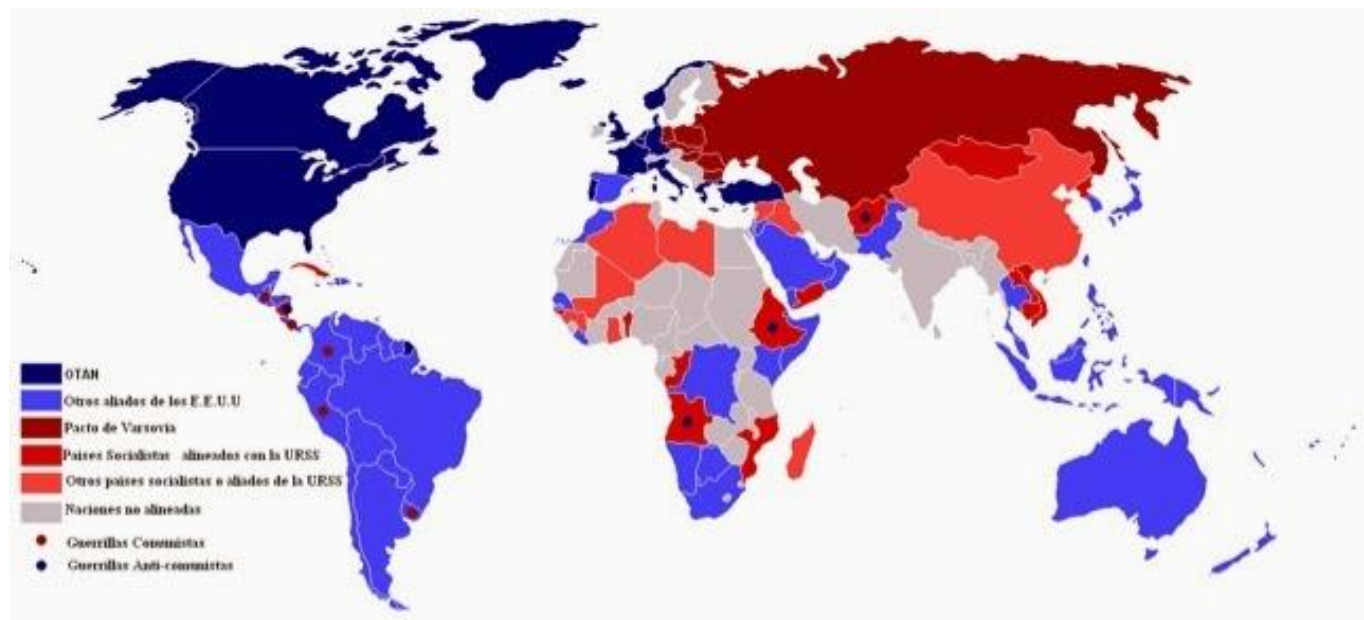 OTAN
Otros aliados de los E.E.U.U
Pacto de Varsovia
Paises Socialistas alineados con la URSS
Otros paises socialistas o aliados de la URSS
Naciones no alineadas
Guerrillas Comunistas
Guerrillas Anti-comunistas